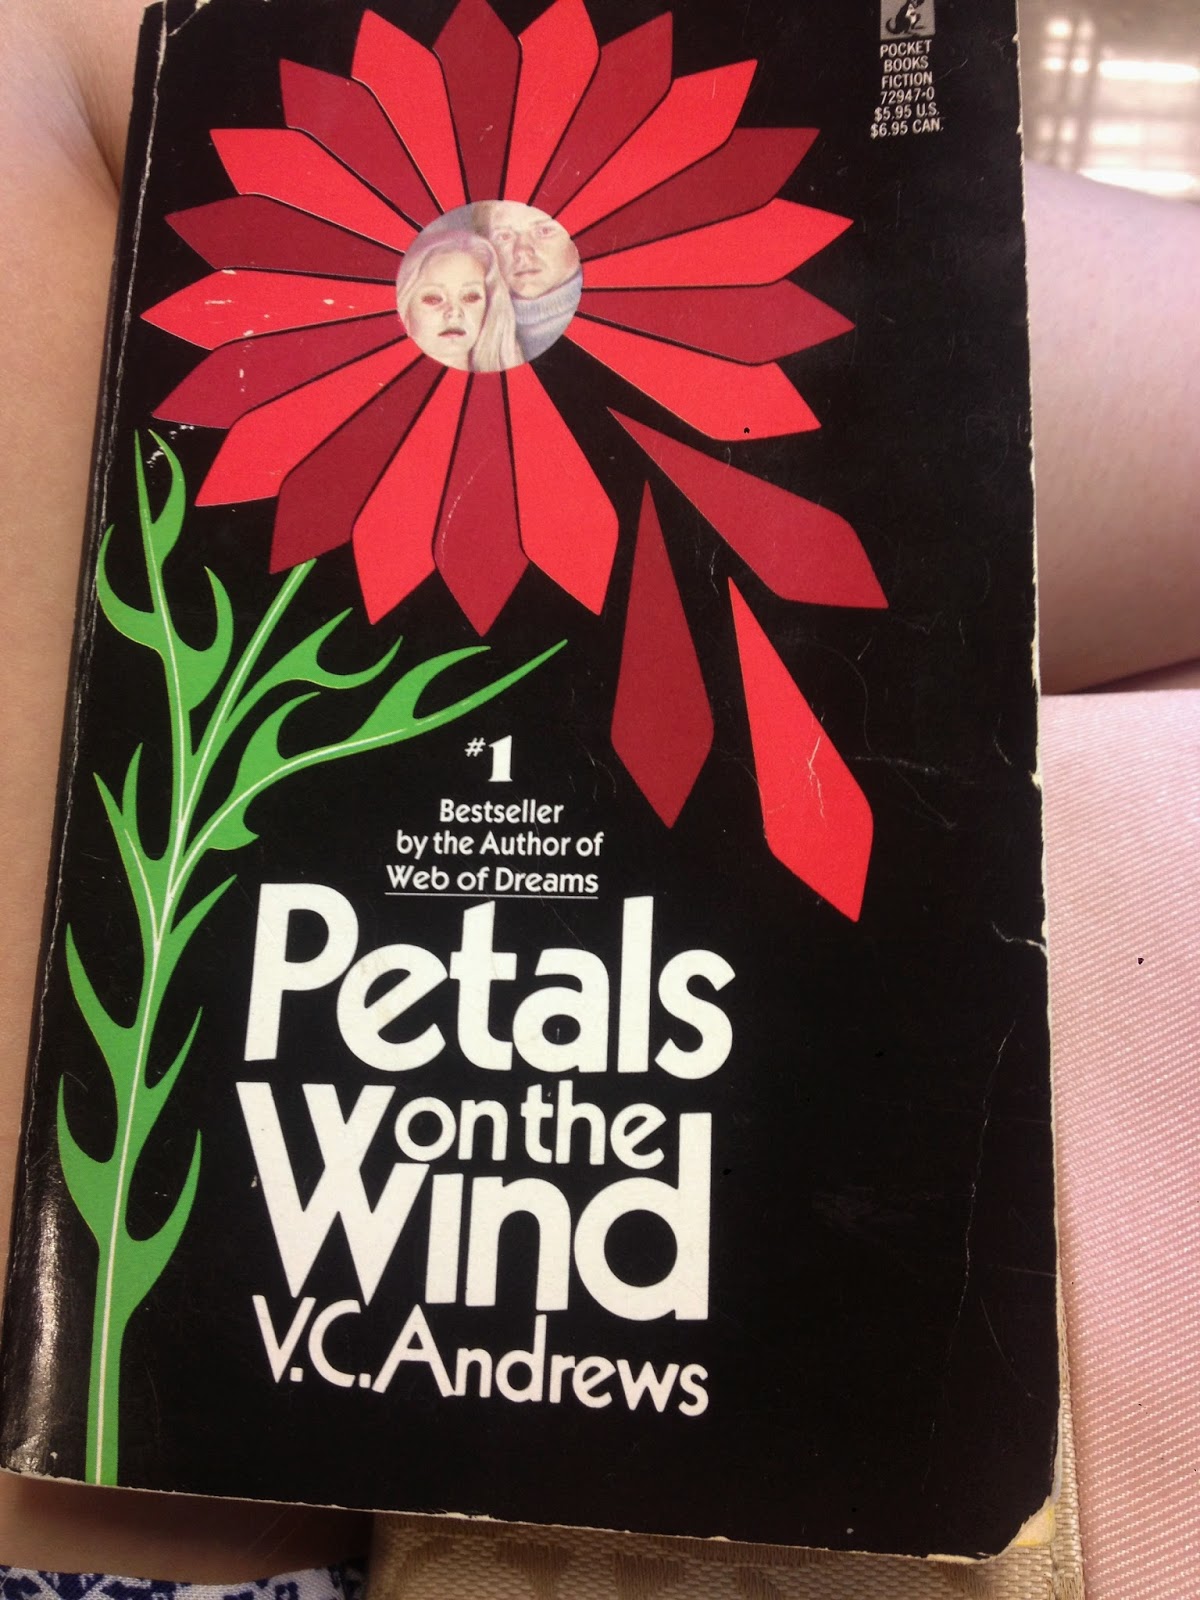 POCKET
BOOKS
FICTION
72947-0
$5.95 U.S.
$6.95 CAN.
#1
Bestseller
by the Author of
Web of Dreams
Petals
on the
Wind
V.C. Andrews